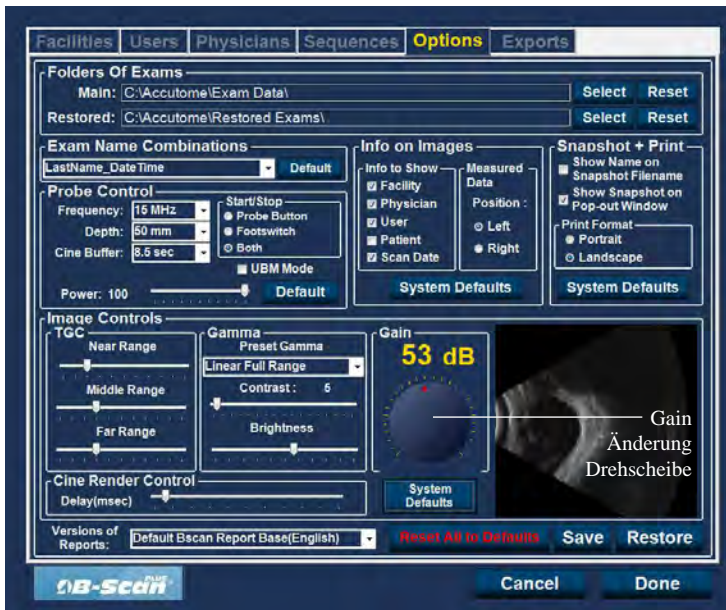 Facilities Users Physicians Sequences Options Exports
Folders Of Exams
Main: C:\Accutome\Exam Data\ Select Reset
Restored: C:\Accutome\Restored Exams\ Select Reset
Exam Name Combinations
LastName_DateTime Default
Probe Control
Frequency: 15 MHz
Depth: 50 mm
Cine Buffer: 8.5 sec
Start/Stop
Probe Button
Footswitch
Both
UBM Mode
Power: 100 Default
Info on Images
Info to Show
Facility
Physician
User
Patient
Scan Date
Measured
Data
Position :
Left
Right
System Defaults
Snapshot + Print
Show Name on
Snapshot Filename
Show Snapshot on
Pop-out Window
Print Format
Portrait
Landscape
System Defaults
Image Controls
TGC
Near Range
Middle Range
Far Range
Gamma
Preset Gamma
Linear Full Range
Contrast : 5
Brightness
Gain
53 dB
System
Defaults
Gain
Änderung
Drehscheibe
Cine Render Control
Delay(msec)
Versions of
Reports: Default Bscan Report Base(English) Reset All to Defaults Save Restore
B-Scan PLUS Cancel Done